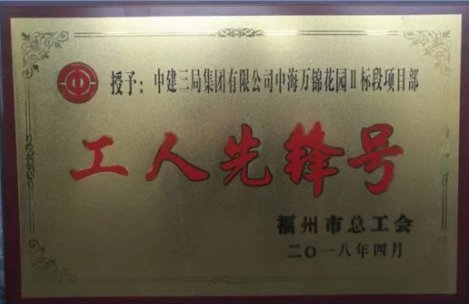 授予：中建三局集团有限公司中海万锦花园Ⅱ标段项目部
工人先锋号
福州市总工会
二〇一八年四月